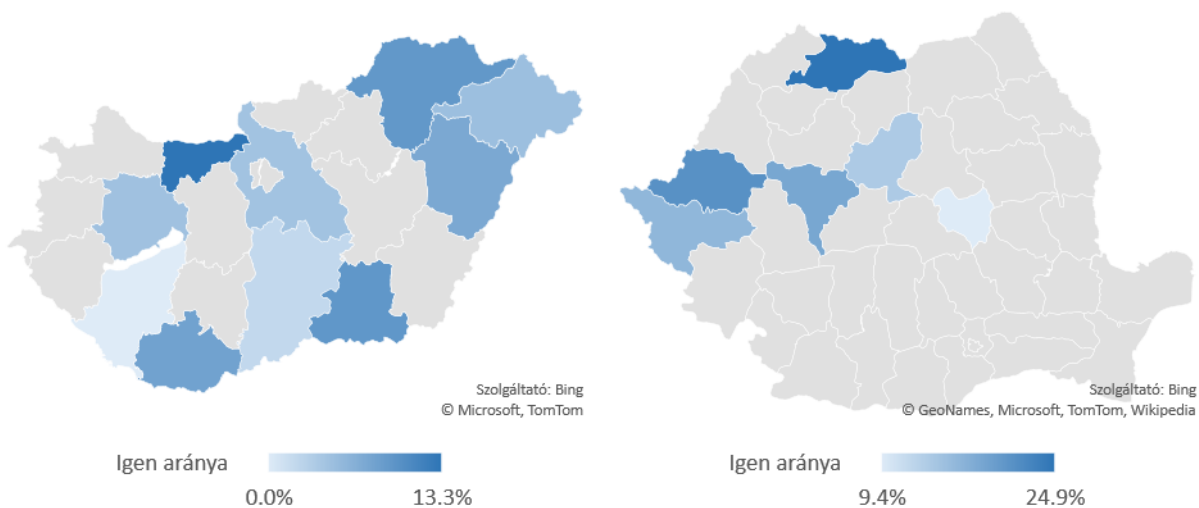 Szolgáltató: Bing
© Microsoft, TomTom
Szolgáltató: Bing
© GeoNames, Microsoft, TomTom, Wikipedia
Igen aránya
0.0% 13.3%
Igen aránya
9.4% 24.9%